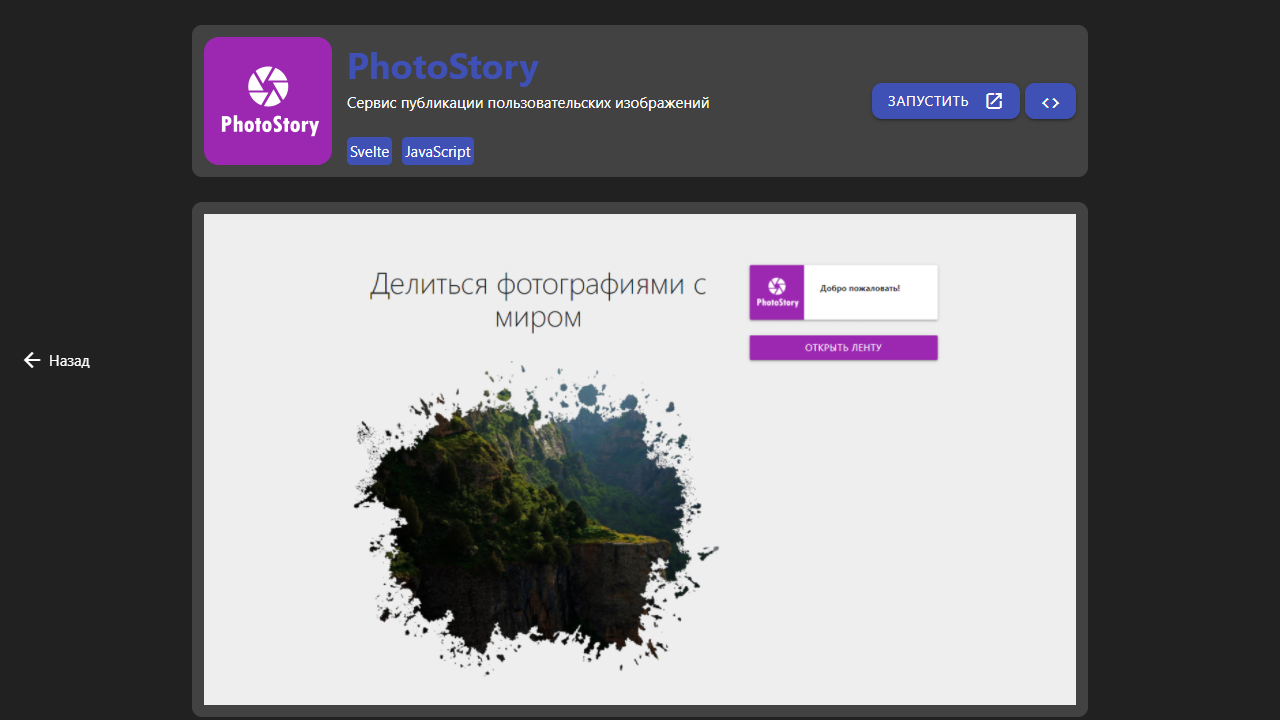 PhotoStory
PhotoStory
Сервис публикации пользовательских изображений
Svelte
JavaScript
ЗАПУСТИТЬ
Назад
Делиться фотографиями с
миром
PhotoStory
Добро пожаловать!
ОТКРЫТЬ ЛЕНТУ